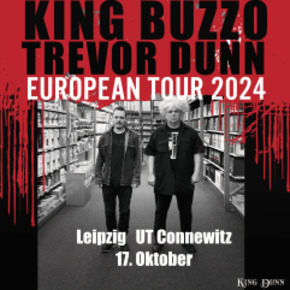 KING BUZZO
TREVOR DUNN
EUROPEAN TOUR 2024
Leipzig UT Connewitz
17. Oktober
KING DUNN